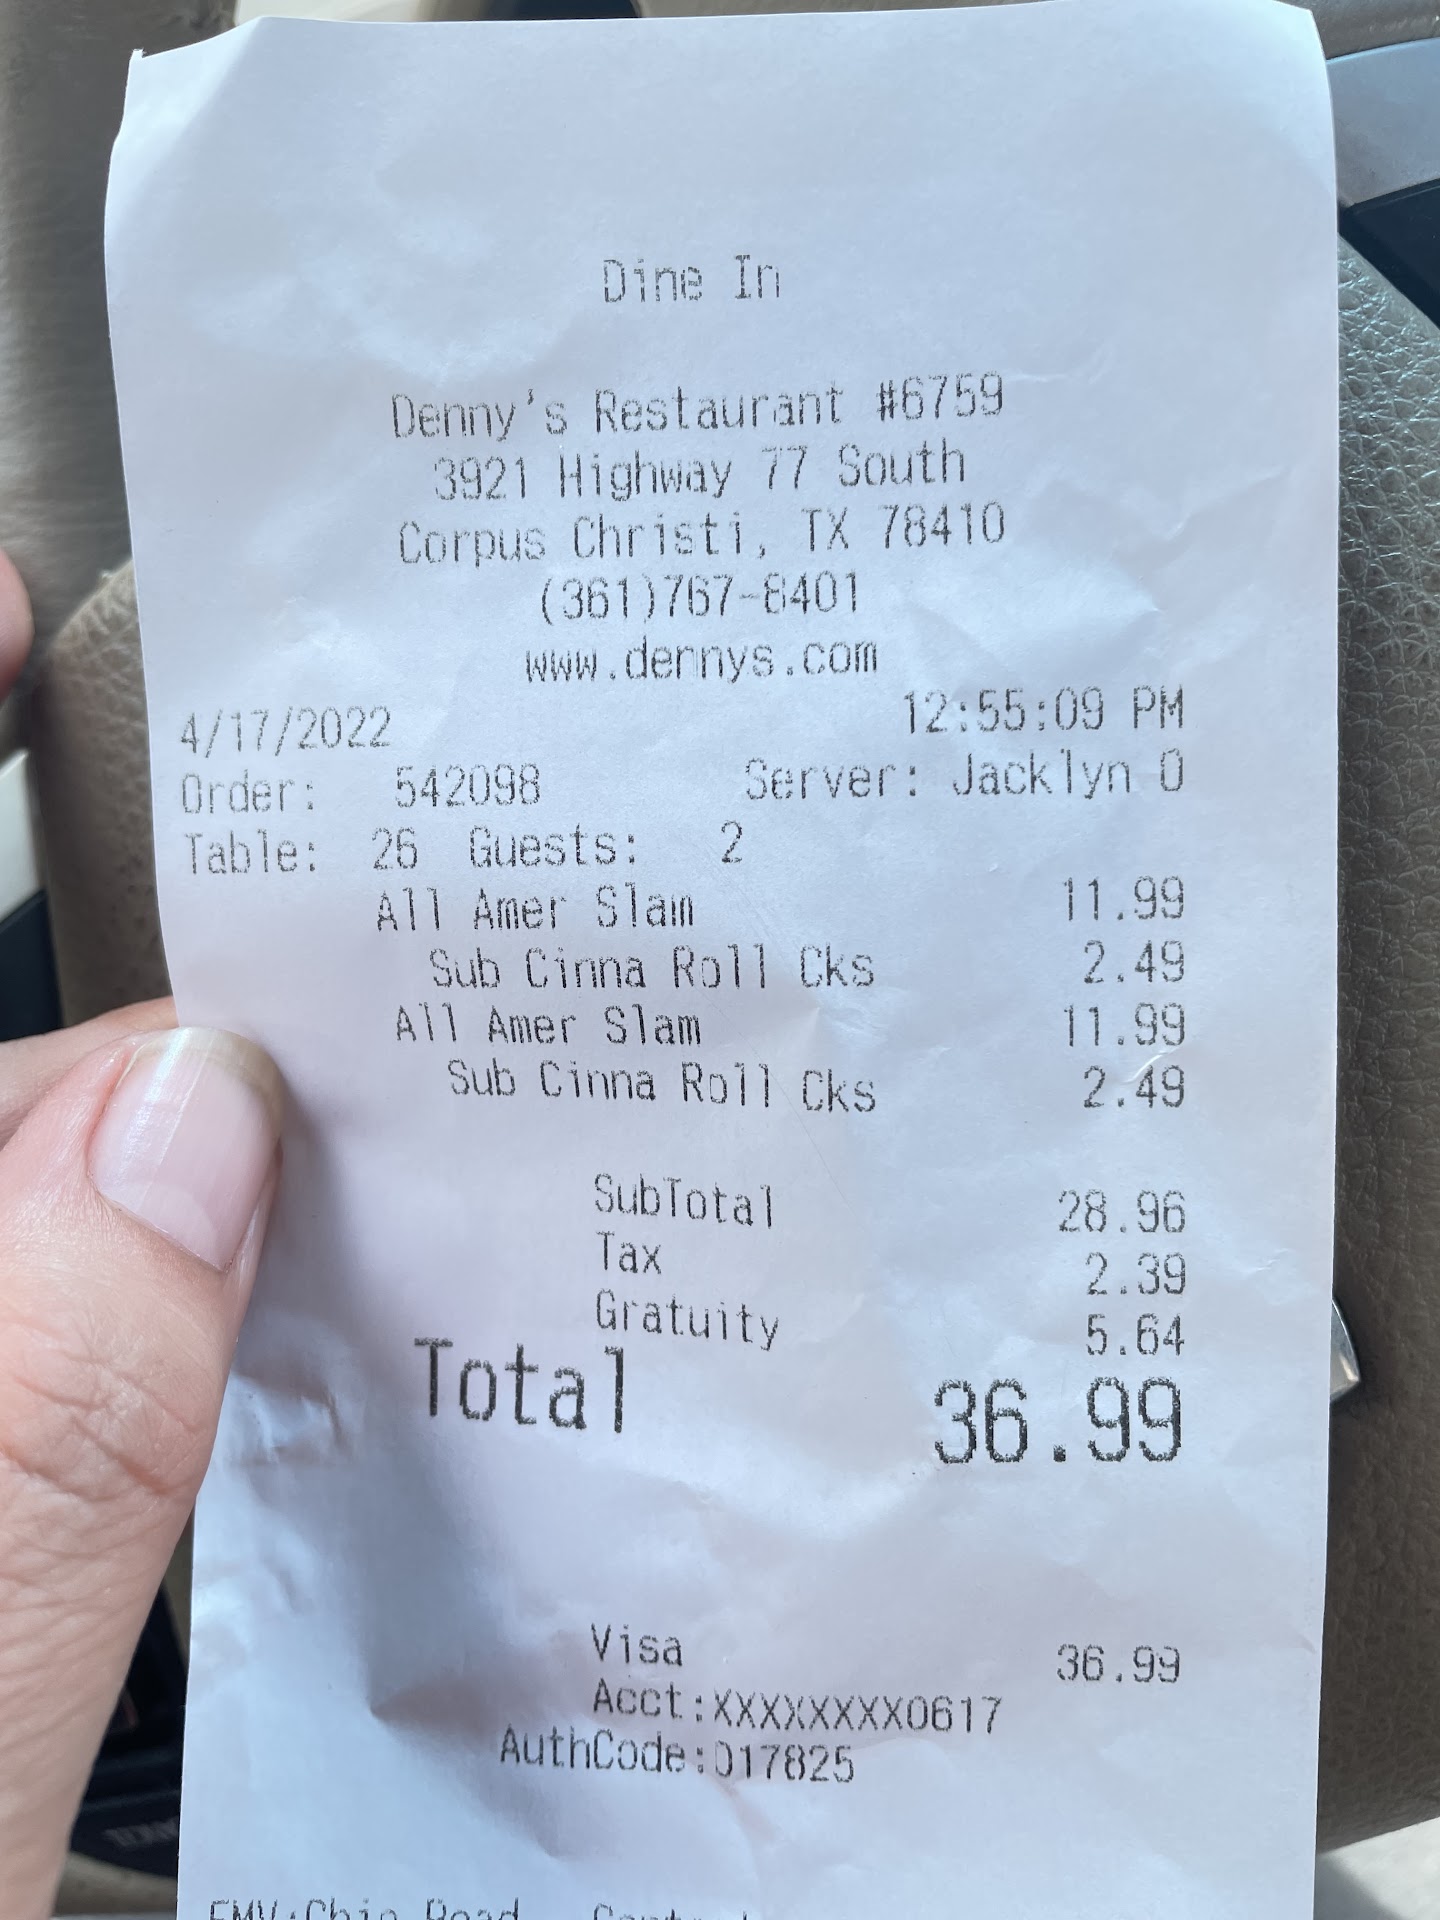 Dine In
Denny's Restaurant #6759
3921 Highway 77 South
Corpus Christi, TX 78410
(361)767-8401
www.dennys.com
4/17/2022 12:55:09 PM
Order: 542098 Server: Jacklyn O
Table: 26 Guests: 2
All Amer Slam 11.99
Sub Cinna Roll Cks 2.49
All Amer Slam 11.99
Sub Cinna Roll Cks 2.49
SubTotal 28.96
Tax 2.39
Gratuity 5.64
Total 36.99
Visa 36.99
Acct:XXXXXXXX0617
AuthCode:017825
EMV:Chip Read